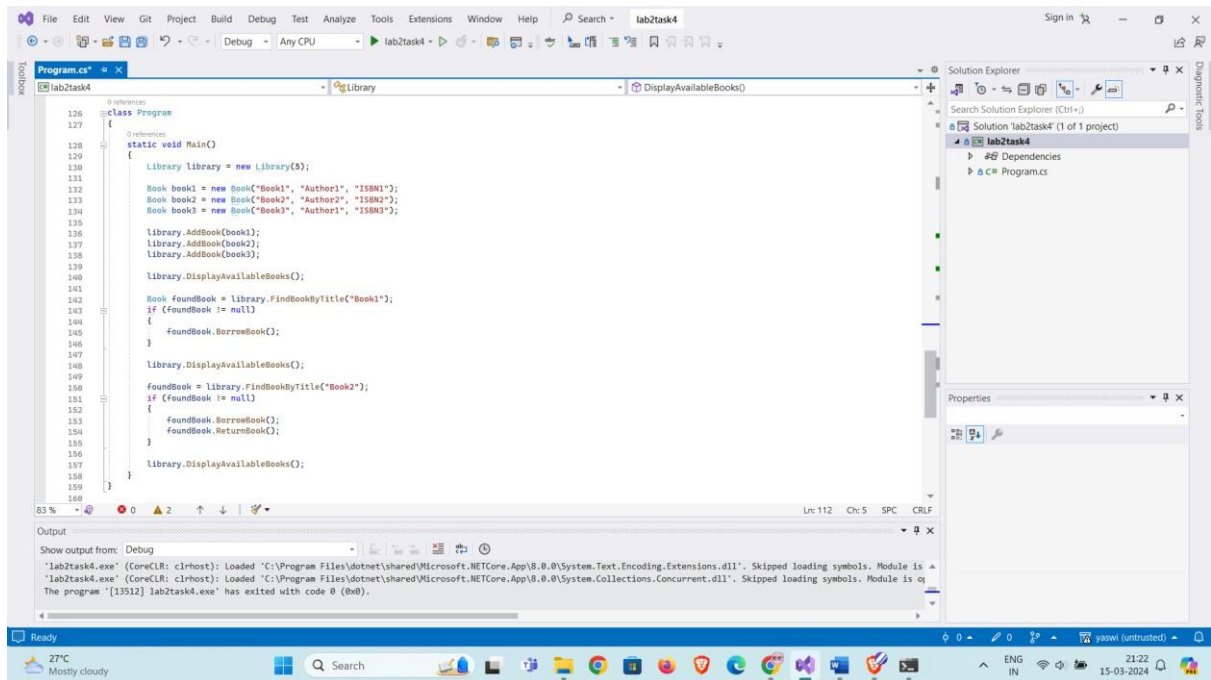 File Edit View Git Project Build Debug Test Analyze Tools Extensions Window Help Search lab2task4 Sign in
Debug Any CPU lab2task4
Toolbox
Program.cs*
lab2task4 Library DisplayAvailableBooks()
0 references
126 class Program
127 {
0 references
128 static void Main()
129 {
130 Library library = new Library(5);
131
132 Book book1 = new Book("Book1", "Author1", "ISBN1");
133 Book book2 = new Book("Book2", "Author2", "ISBN2");
134 Book book3 = new Book("Book3", "Author1", "ISBN3");
135
136 library.AddBook(book1);
137 library.AddBook(book2);
138 library.AddBook(book3);
139
140 library.DisplayAvailableBooks();
141
142 Book foundBook = library.FindBookByTitle("Book1");
143 if (foundBook != null)
144 {
145 foundBook.BorrowBook();
146 }
147
148 library.DisplayAvailableBooks();
149
150 foundBook = library.FindBookByTitle("Book2");
151 if (foundBook != null)
152 {
153 foundBook.BorrowBook();
154 foundBook.ReturnBook();
155 }
156
157 library.DisplayAvailableBooks();
158 }
159 }
160
83 % 0 2 Ln: 112 Ch: 5 SPC CRLF
Output
Show output from: Debug
'lab2task4.exe' (CoreCLR: clrhost): Loaded 'C:\Program Files\dotnet\shared\Microsoft.NETCore.App\8.0.0\System.Text.Encoding.Extensions.dll'. Skipped loading symbols. Module is
'lab2task4.exe' (CoreCLR: clrhost): Loaded 'C:\Program Files\dotnet\shared\Microsoft.NETCore.App\8.0.0\System.Collections.Concurrent.dll'. Skipped loading symbols. Module is op
The program '[13512] lab2task4.exe' has exited with code 0 (0x0).
Solution Explorer
Search Solution Explorer (Ctrl+;)
Solution 'lab2task4' (1 of 1 project)
lab2task4
Dependencies
C# Program.cs
Properties
Diagnostic Tools
Ready 0 0 yaswi (untrusted)
27°C
Mostly cloudy
Search
ENG
IN
21:22
15-03-2024